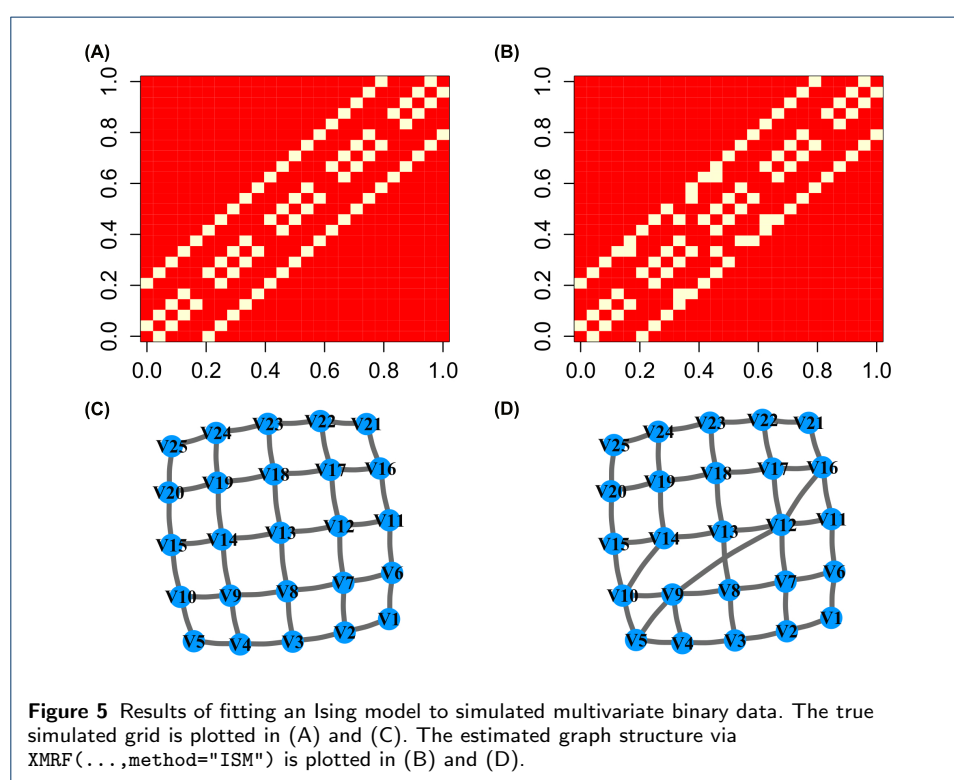 (A)
(B)
1.0
0.8
0.6
0.4
0.2
0.0
0.0 0.2 0.4 0.6 0.8 1.0
1.0
0.8
0.6
0.4
0.2
0.0
0.0 0.2 0.4 0.6 0.8 1.0
(C)
V25 V24 V23 V22 V21
V20 V19 V18 V17 V16
V15 V14 V13 V12 V11
V10 V9 V8 V7 V6
V5 V4 V3 V2 V1
(D)
V25 V24 V23 V22 V21
V20 V19 V18 V17 V16
V15 V14 V13 V12 V11
V10 V9 V8 V7 V6
V5 V4 V3 V2 V1
Figure 5 Results of fitting an Ising model to simulated multivariate binary data. The true
simulated grid is plotted in (A) and (C). The estimated graph structure via
XMRF(...,method="ISM") is plotted in (B) and (D).